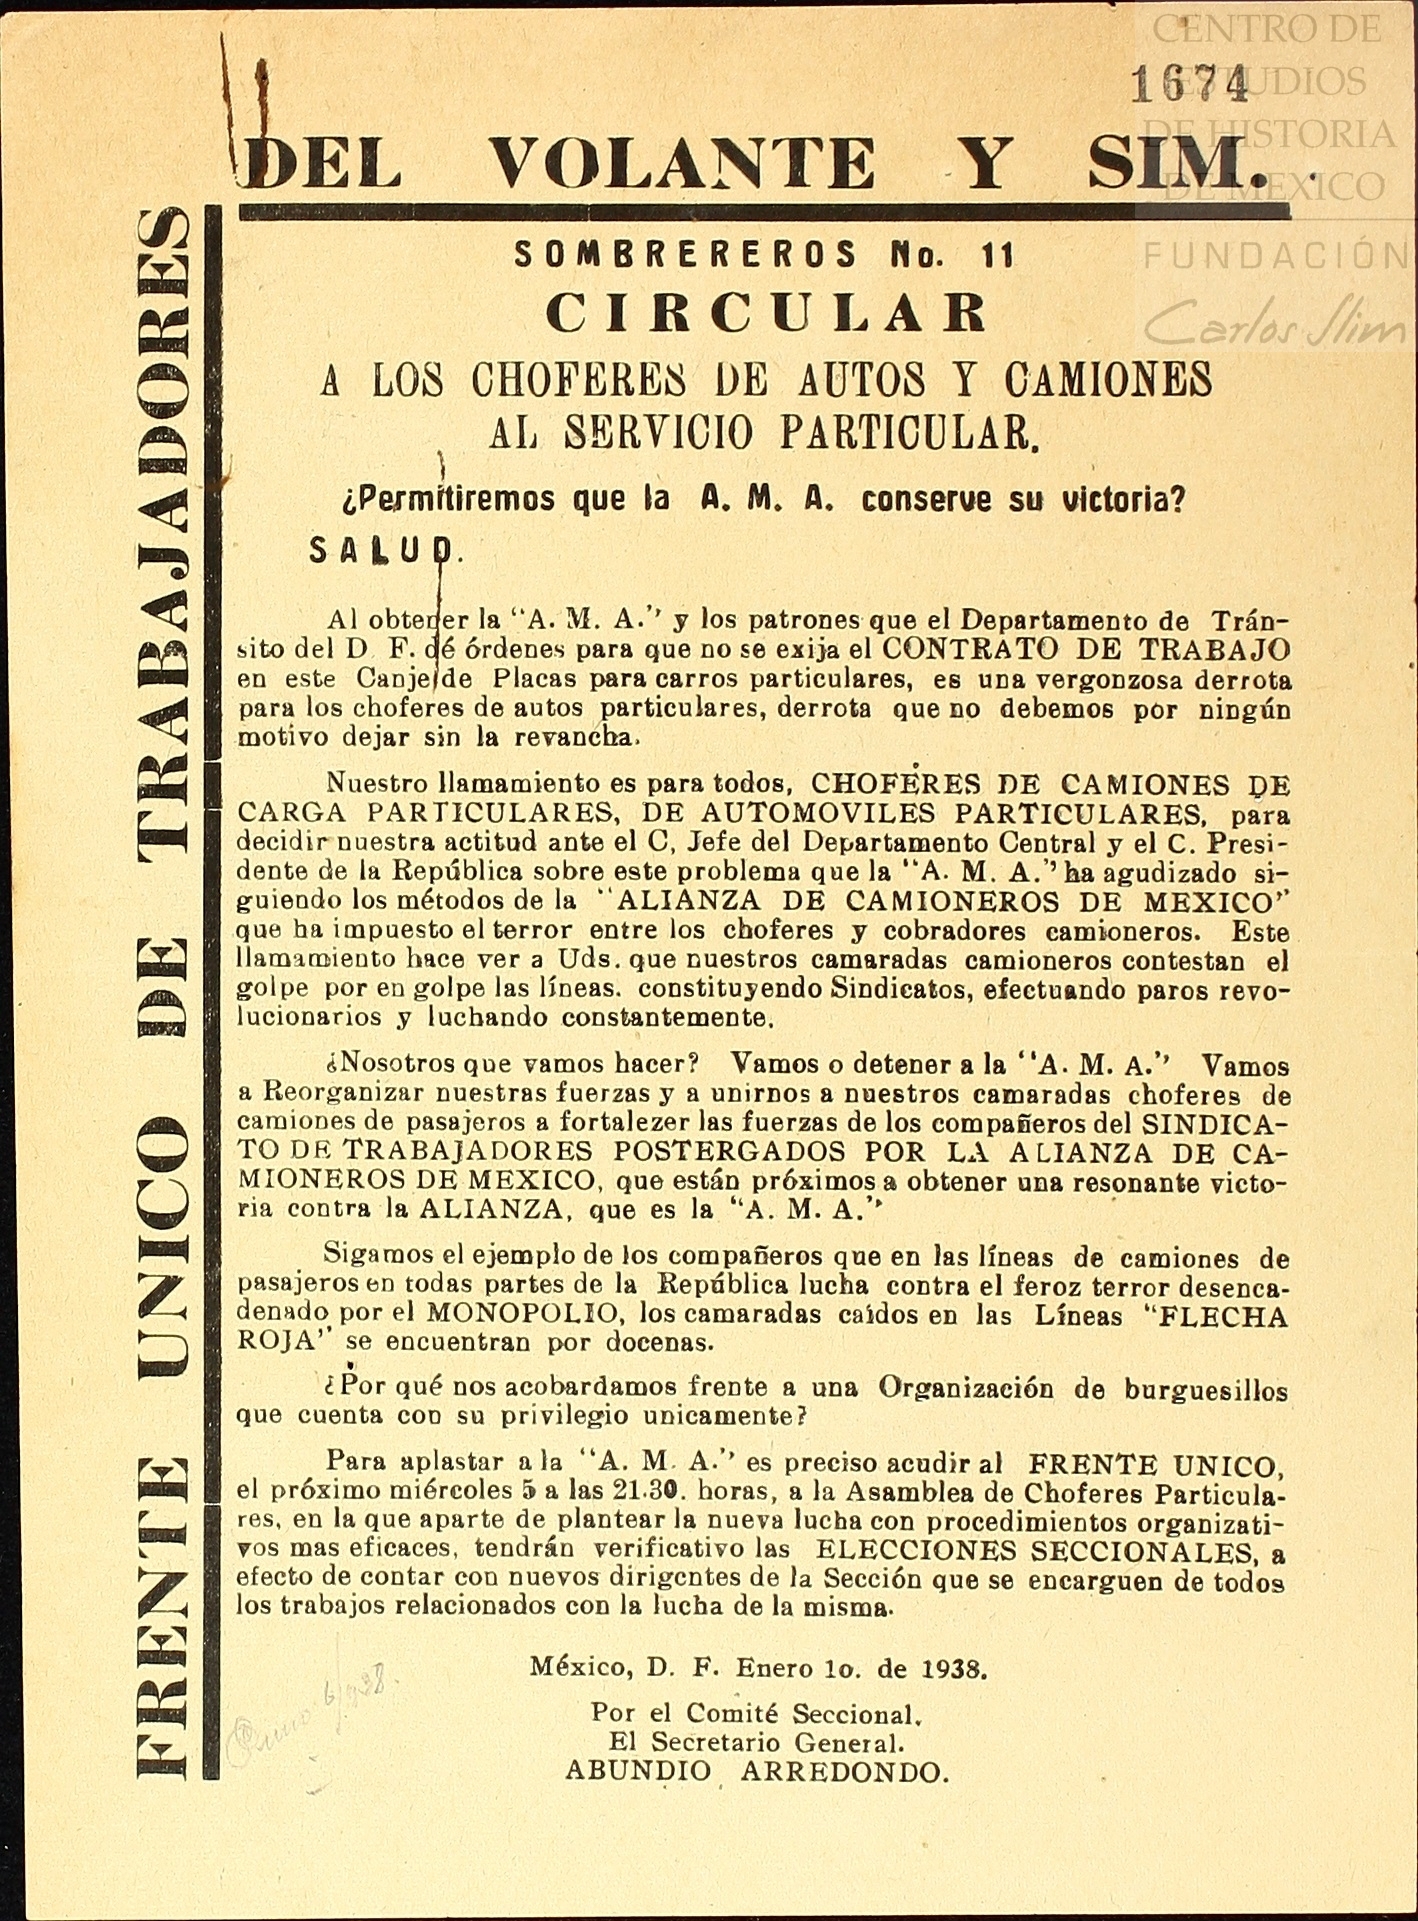 CENTRO DE
ESTUDIOS
DE HISTORIA
DE MEXICO
FUNDACIÓN
Carlos Slim
1674
FRENTE UNICO DE TRABAJADORES
DEL VOLANTE Y SIM.
SOMBREREROS No. 11
CIRCULAR
A LOS CHOFERES DE AUTOS Y CAMIONES
AL SERVICIO PARTICULAR.
¿Permitiremos que la A. M. A. conserve su victoria?
SALUD.
Al obtener la "A. M. A." y los patrones que el Departamento de Trán-
sito del D F. dé órdenes para que no se exija el CONTRATO DE TRABAJO
en este Canje de Placas para carros particulares, es una vergonzosa derrota
para los choferes de autos particulares, derrota que no debemos por ningún
motivo dejar sin la revancha.
Nuestro llamamiento es para todos, CHOFERES DE CAMIONES DE
CARGA PARTICULARES, DE AUTOMOVILES PARTICULARES, para
decidir nuestra actitud ante el C, Jefe del Departamento Central y el C. Presi-
dente de la República sobre este problema que la "A. M. A." ha agudizado si-
guiendo los métodos de la "ALIANZA DE CAMIONEROS DE MEXICO"
que ha impuesto el terror entre los choferes y cobradores camioneros. Este
llamamiento hace ver a Uds. que nuestros camaradas camioneros contestan el
golpe por en golpe las líneas. constituyendo Sindicatos, efectuando paros revo-
lucionarios y luchando constantemente.
¿Nosotros que vamos hacer? Vamos o detener a la "A. M. A." Vamos
a Reorganizar nuestras fuerzas y a unirnos a nuestros camaradas choferes de
camiones de pasajeros a fortalezer las fuerzas de los compañeros del SINDICA-
TO DE TRABAJADORES POSTERGADOS POR LA ALIANZA DE CA-
MIONEROS DE MEXICO, que están próximos a obtener una resonante victo-
ria contra la ALIANZA, que es la "A. M. A."
Sigamos el ejemplo de los compañeros que en las líneas de camiones de
pasajeros en todas partes de la República lucha contra el feroz terror desenca-
denado por el MONOPOLIO, los camaradas caídos en las Líneas "FLECHA
ROJA" se encuentran por docenas.
¿Por qué nos acobardamos frente a una Organización de burguesillos
que cuenta con su privilegio unicamente?
Para aplastar a la "A. M. A." es preciso acudir al FRENTE UNICO,
el próximo miércoles 5 a las 21.30. horas, a la Asamblea de Choferes Particula-
res, en la que aparte de plantear la nueva lucha con procedimientos organizati-
vos mas eficaces, tendrán verificativo las ELECCIONES SECCIONALES, a
efecto de contar con nuevos dirigentes de la Sección que se encarguen de todos
los trabajos relacionados con la lucha de la misma.
México, D. F. Enero 1o. de 1938.
Por el Comité Seccional.
El Secretario General.
ABUNDIO ARREDONDO.